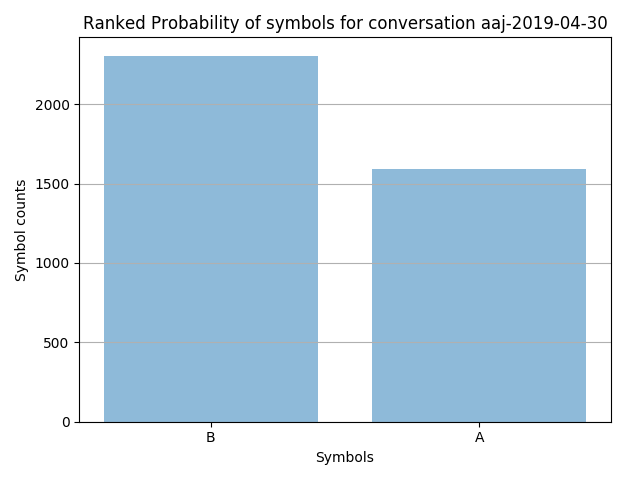 Ranked Probability of symbols for conversation aaj-2019-04-30
Symbol counts
2000
1500
1000
500
0
B
A
Symbols